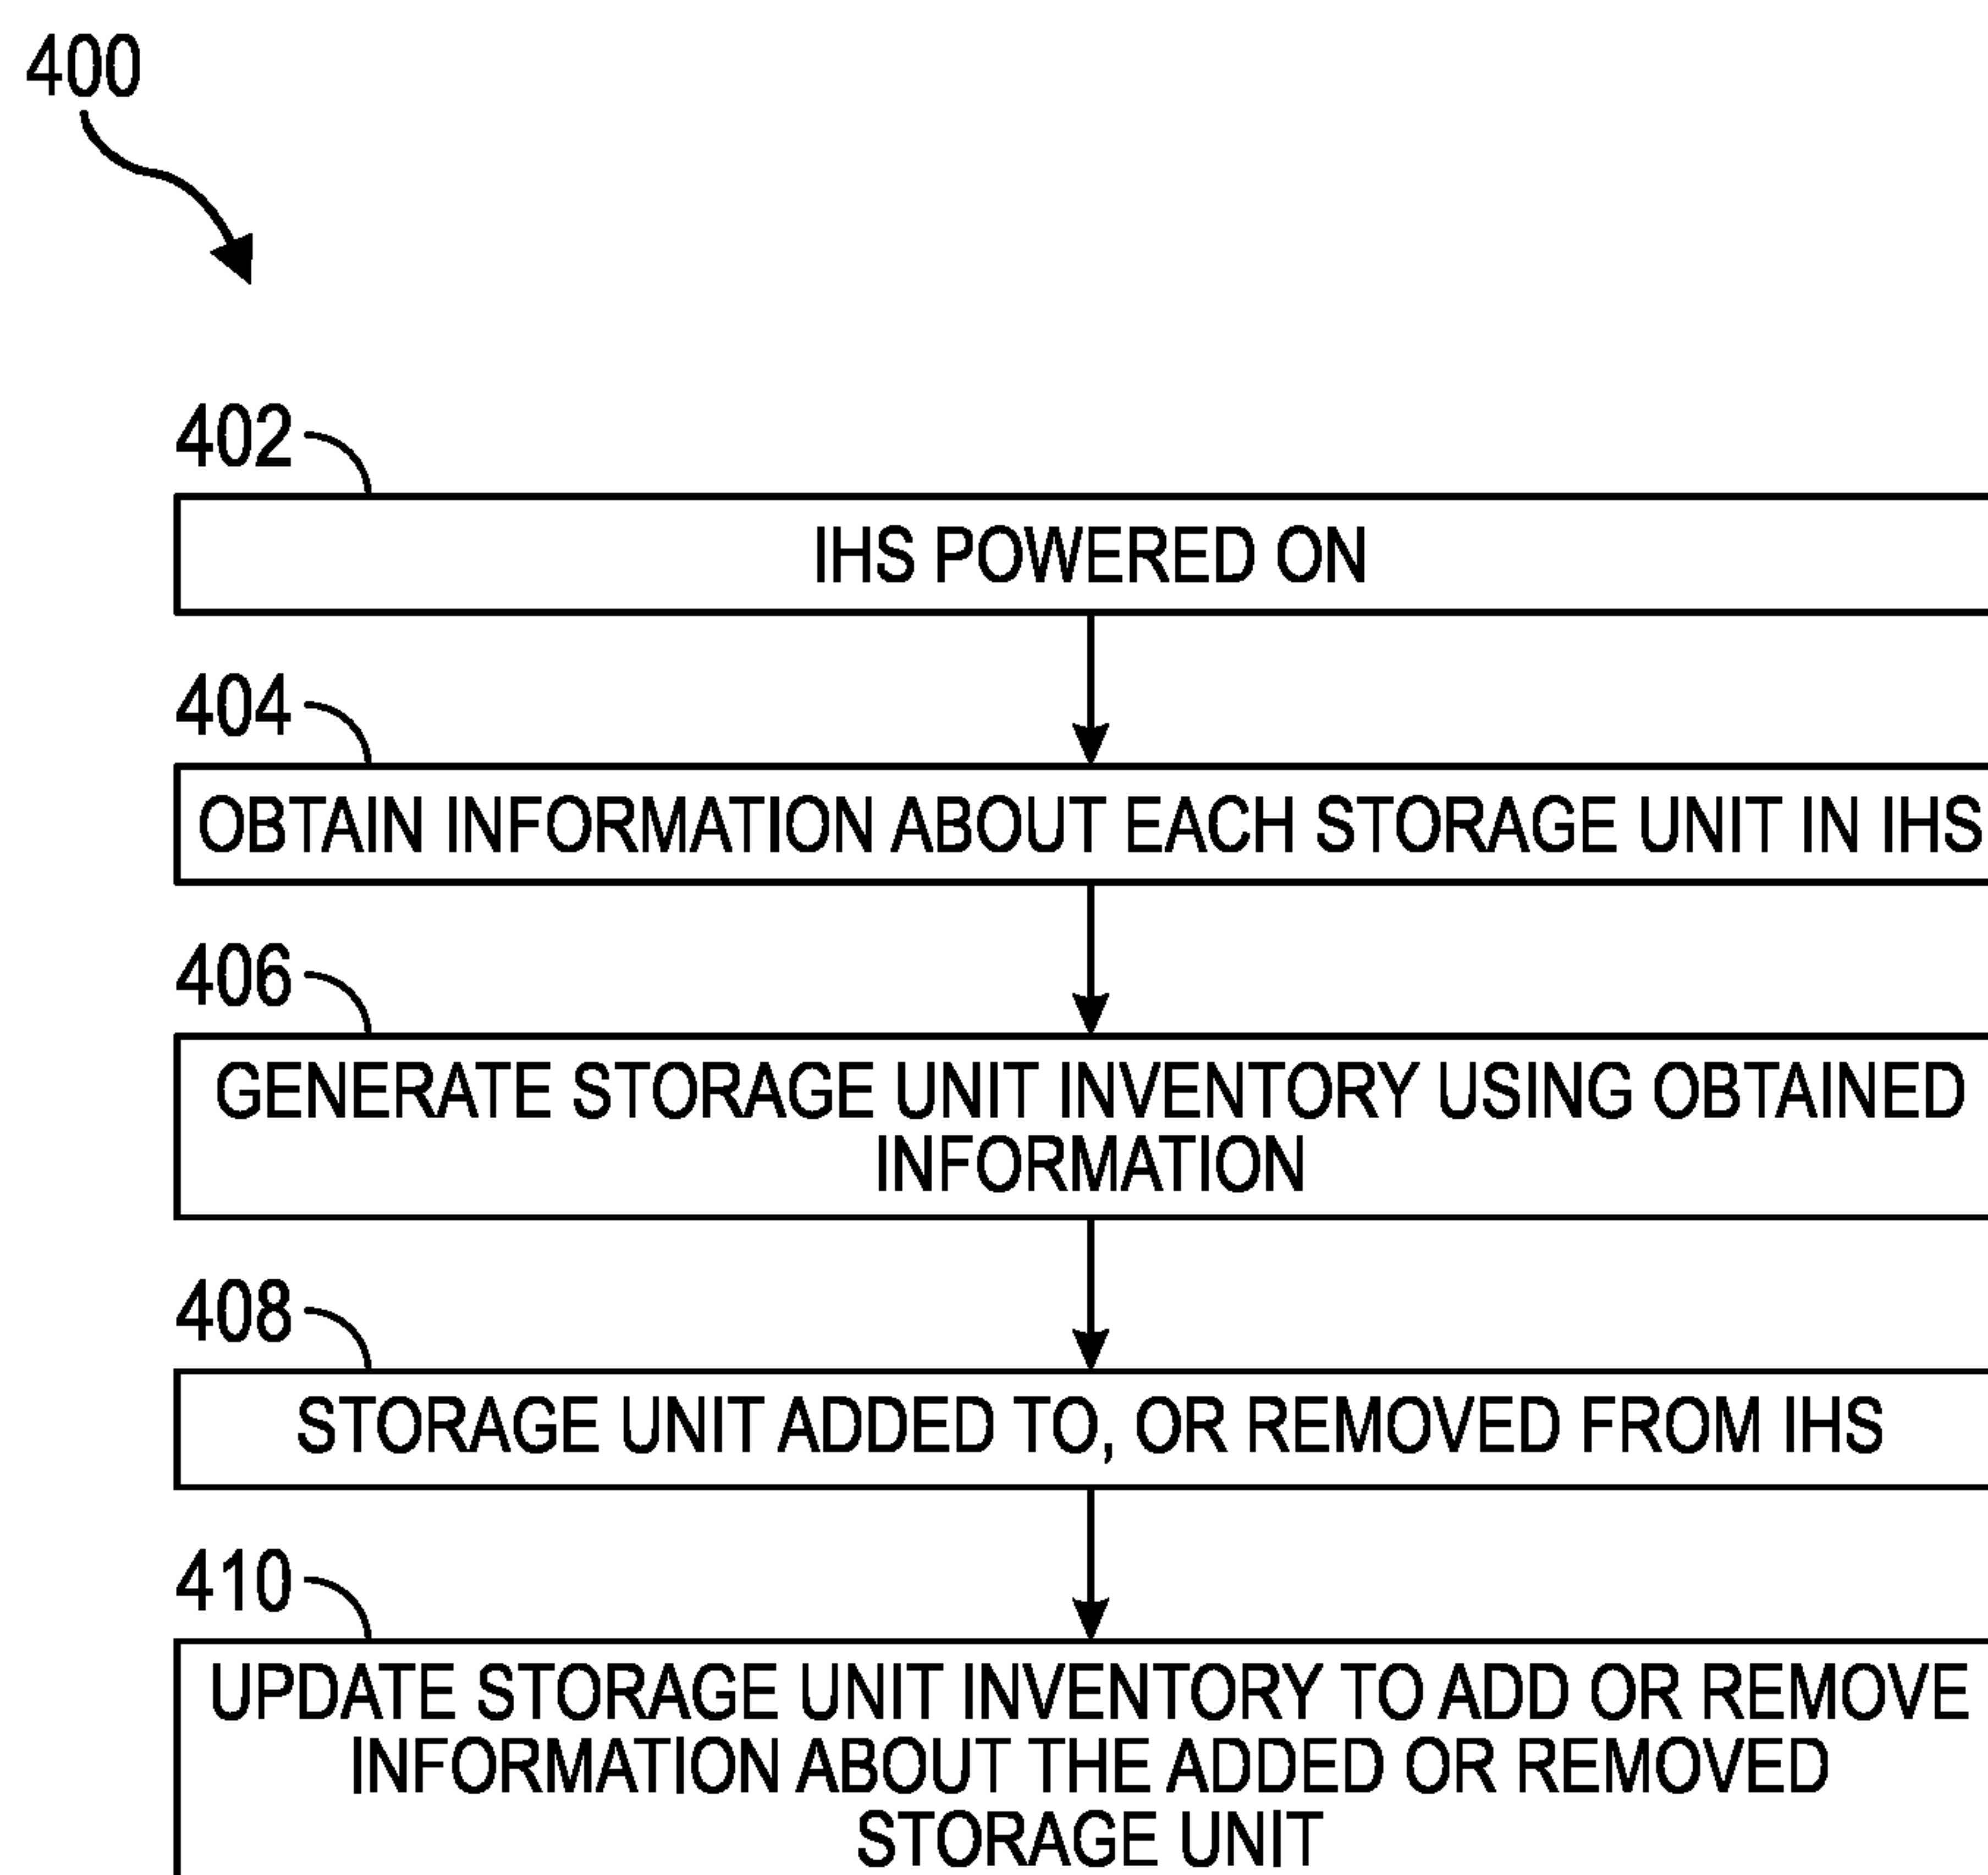 400
402
IHS POWERED ON
404
OBTAIN INFORMATION ABOUT EACH STORAGE UNIT IN IHS
406
GENERATE STORAGE UNIT INVENTORY USING OBTAINED
INFORMATION
408
STORAGE UNIT ADDED TO, OR REMOVED FROM IHS
410
UPDATE STORAGE UNIT INVENTORY TO ADD OR REMOVE
INFORMATION ABOUT THE ADDED OR REMOVED
STORAGE UNIT